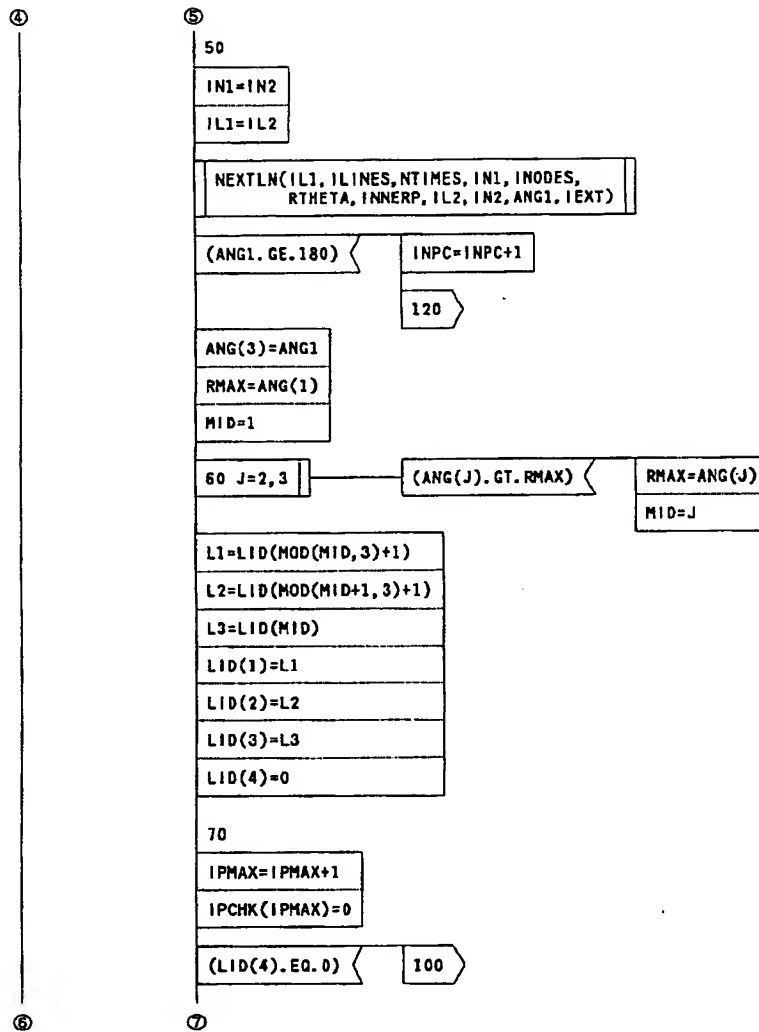 ④ ⑤
50
IN1=IN2
IL1=IL2
NEXTLN(IL1,ILINES,NTIMES,IN1,INODES,
RTHETA,INNERP,IL2,IN2,ANG1,IEXT)
(ANG1.GE.180) INPC=INPC+1
120
ANG(3)=ANG1
RMAX=ANG(1)
MID=1
60 J=2,3 (ANG(J).GT.RMAX) RMAX=ANG(J)
MID=J
L1=LID(MOD(MID,3)+1)
L2=LID(MOD(MID+1,3)+1)
L3=LID(MID)
LID(1)=L1
LID(2)=L2
LID(3)=L3
LID(4)=0
70
IPMAX=IPMAX+1
IPCHK(IPMAX)=0
(LID(4).EQ.0) 100
⑥ ⑦